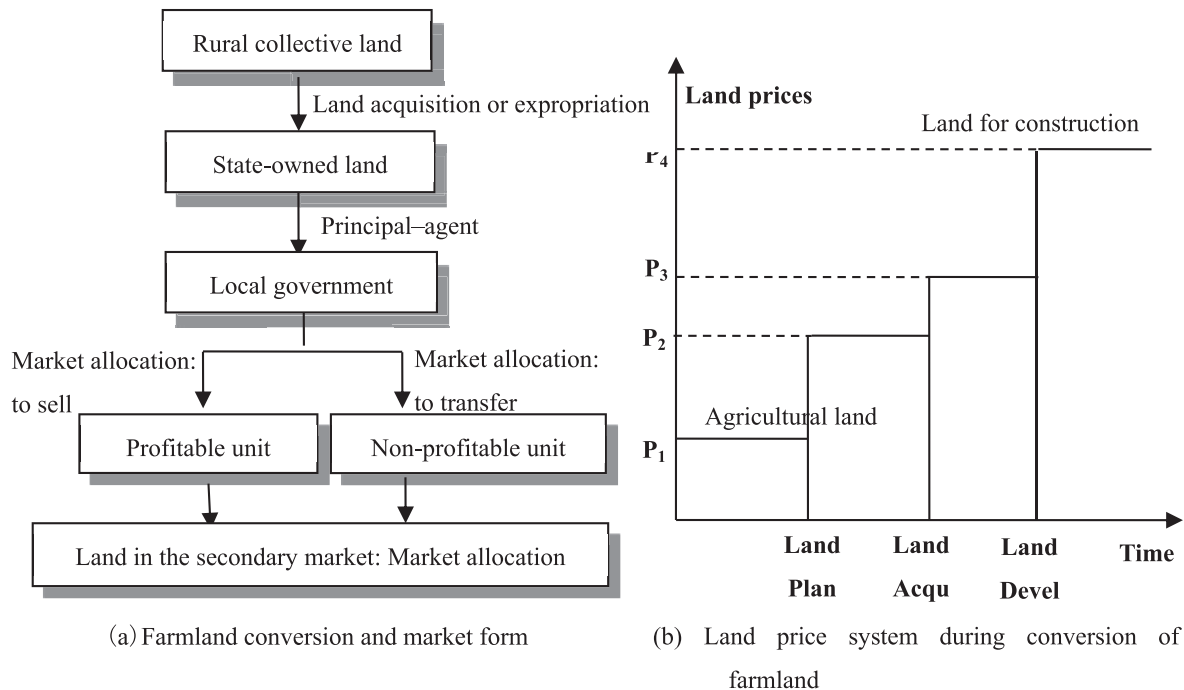 Rural collective land
Land acquisition or expropriation
State-owned land
Principal–agent
Local government
Market allocation:
to sell
Market allocation:
to transfer
Profitable unit
Non-profitable unit
Land in the secondary market: Market allocation
(a) Farmland conversion and market form
Land prices
Land for construction
P4
P3
P2
Agricultural land
P1
Land
Plan
Land
Acqu
Land
Devel
Time
(b) Land price system during conversion of
farmland